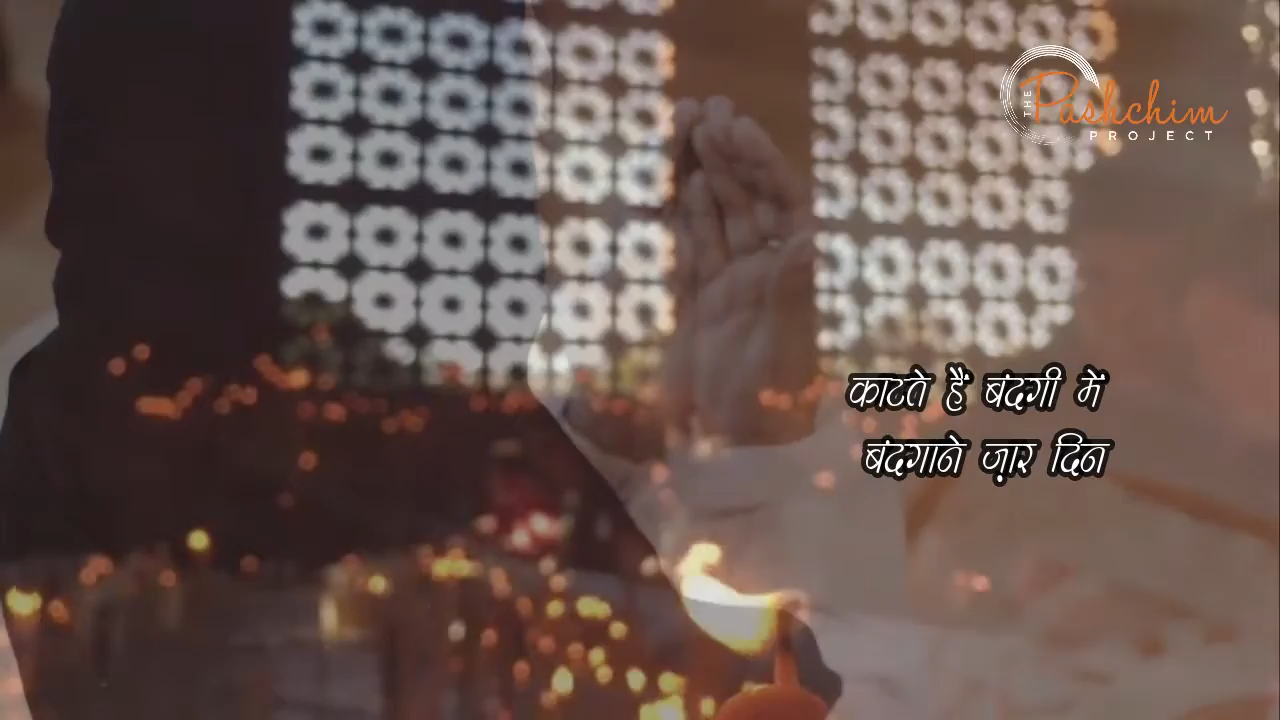 THE Pashchim
PROJECT
काटते हैं बंदगी में
बंदगाने ज़ार दिन